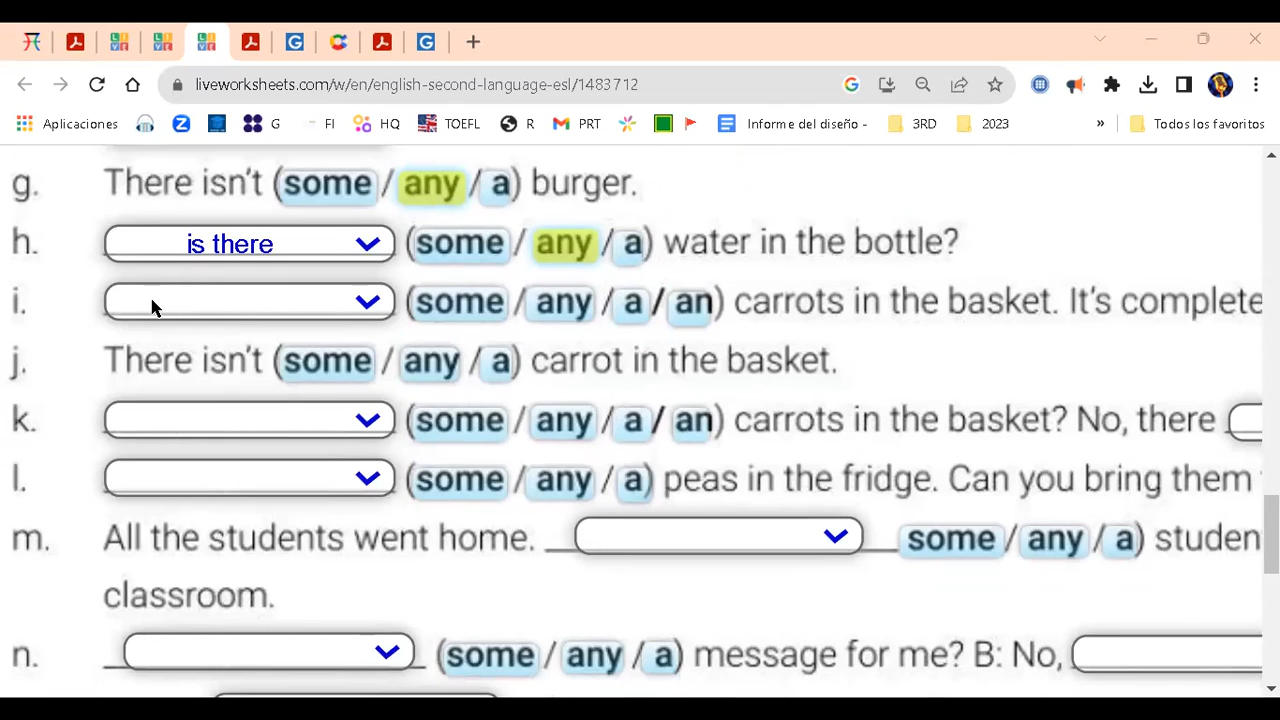 liveworksheets.com/w/en/english-second-language-esl/1483712
Aplicaciones G FI HQ TOEFL R PRT Informe del diseño - 3RD 2023 » Todos los favoritos
g. There isn't (some / any / a) burger.
h. is there (some / any / a) water in the bottle?
i. (some / any / a / an) carrots in the basket. It's complete
j. There isn't (some / any / a) carrot in the basket.
k. (some / any / a / an) carrots in the basket? No, there
l. (some / any / a) peas in the fridge. Can you bring them
m. All the students went home. some / any / a) studen
classroom.
n. (some / any / a) message for me? B: No,